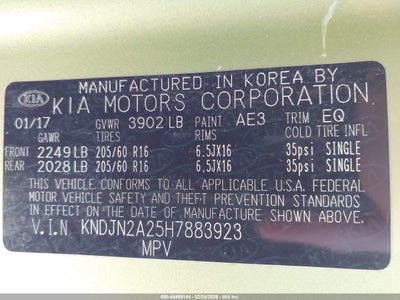 MANUFACTURED IN KOREA BY
KIA KIA MOTORS CORPORATION
01/17 GVWR 3902 LB PAINT AE3 TRIM EQ
GAWR TIRES RIMS COLD TIRE INFL
FRONT 2249 LB 205/60 R16 6.5JX16 35psi SINGLE
REAR 2028 LB 205/60 R16 6.5JX16 35psi SINGLE
THIS VEHICLE CONFORMS TO ALL APPLICABLE U.S.A FEDERAL
MOTOR VEHICLE SAFETY, BUMPER, AND THEFT PREVENTION
STANDARDS IN EFFECT ON THE DATE OF MANUFACTURE SHOWN ABOVE.
V.I.N KNDJN2A25H7883923
MPV